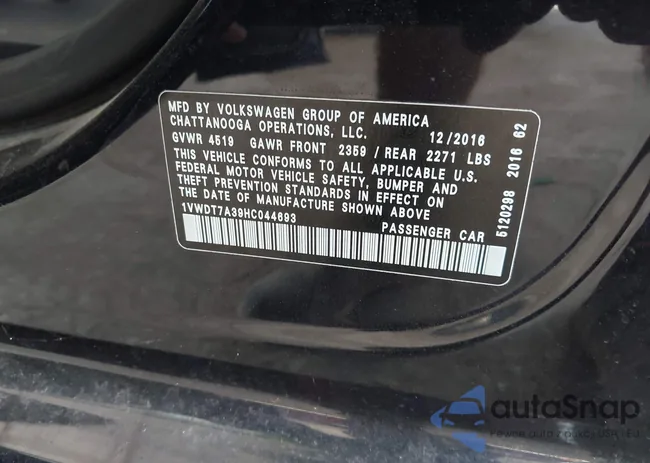 MFD BY VOLKSWAGEN GROUP OF AMERICA
CHATTANOOGA OPERATIONS, LLC. 12/2016
GVWR 4519 GAWR FRONT 2359 / REAR 2271 LBS
THIS VEHICLE CONFORMS TO ALL APPLICABLE U.S.
FEDERAL MOTOR VEHICLE SAFETY, BUMPER AND
THEFT PREVENTION STANDARDS IN EFFECT ON
THE DATE OF MANUFACTURE SHOWN ABOVE
1VWDT7A39HC044693
PASSENGER CAR
5120298 2016 62
autoSnap